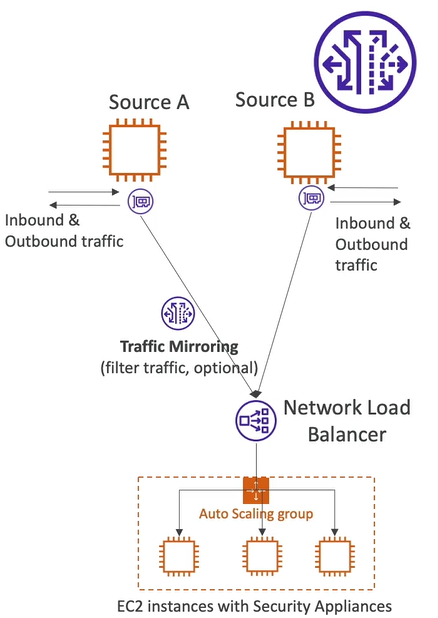 Source A
Source B
Inbound &
Outbound traffic
Inbound &
Outbound
traffic
Traffic Mirroring
(filter traffic, optional)
Network Load
Balancer
Auto Scaling group
EC2 instances with Security Appliances